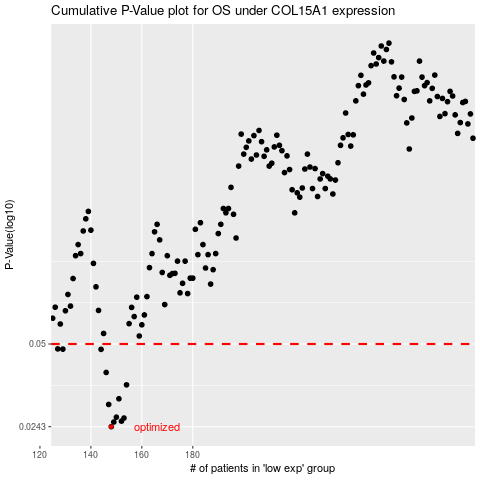 Cumulative P-Value plot for OS under COL15A1 expression
P-Value(log10)
0.05
0.0243
optimized
120 140 160 180
# of patients in 'low exp' group